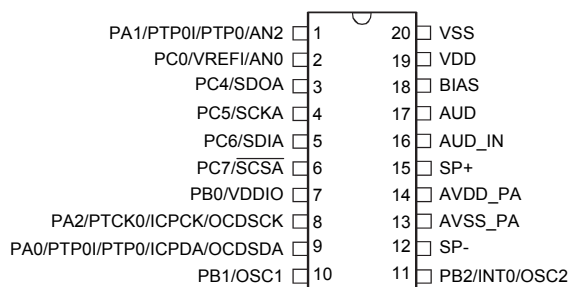 PA1/PTP0I/PTP0/AN2 1 20 VSS
PC0/VREFI/AN0 2 19 VDD
PC4/SDOA 3 18 BIAS
PC5/SCKA 4 17 AUD
PC6/SDIA 5 16 AUD_IN
PC7/SCSA 6 15 SP+
PB0/VDDIO 7 14 AVDD_PA
PA2/PTCK0/ICPCK/OCDSCK 8 13 AVSS_PA
PA0/PTP0I/PTP0/ICPDA/OCDSDA 9 12 SP-
PB1/OSC1 10 11 PB2/INT0/OSC2